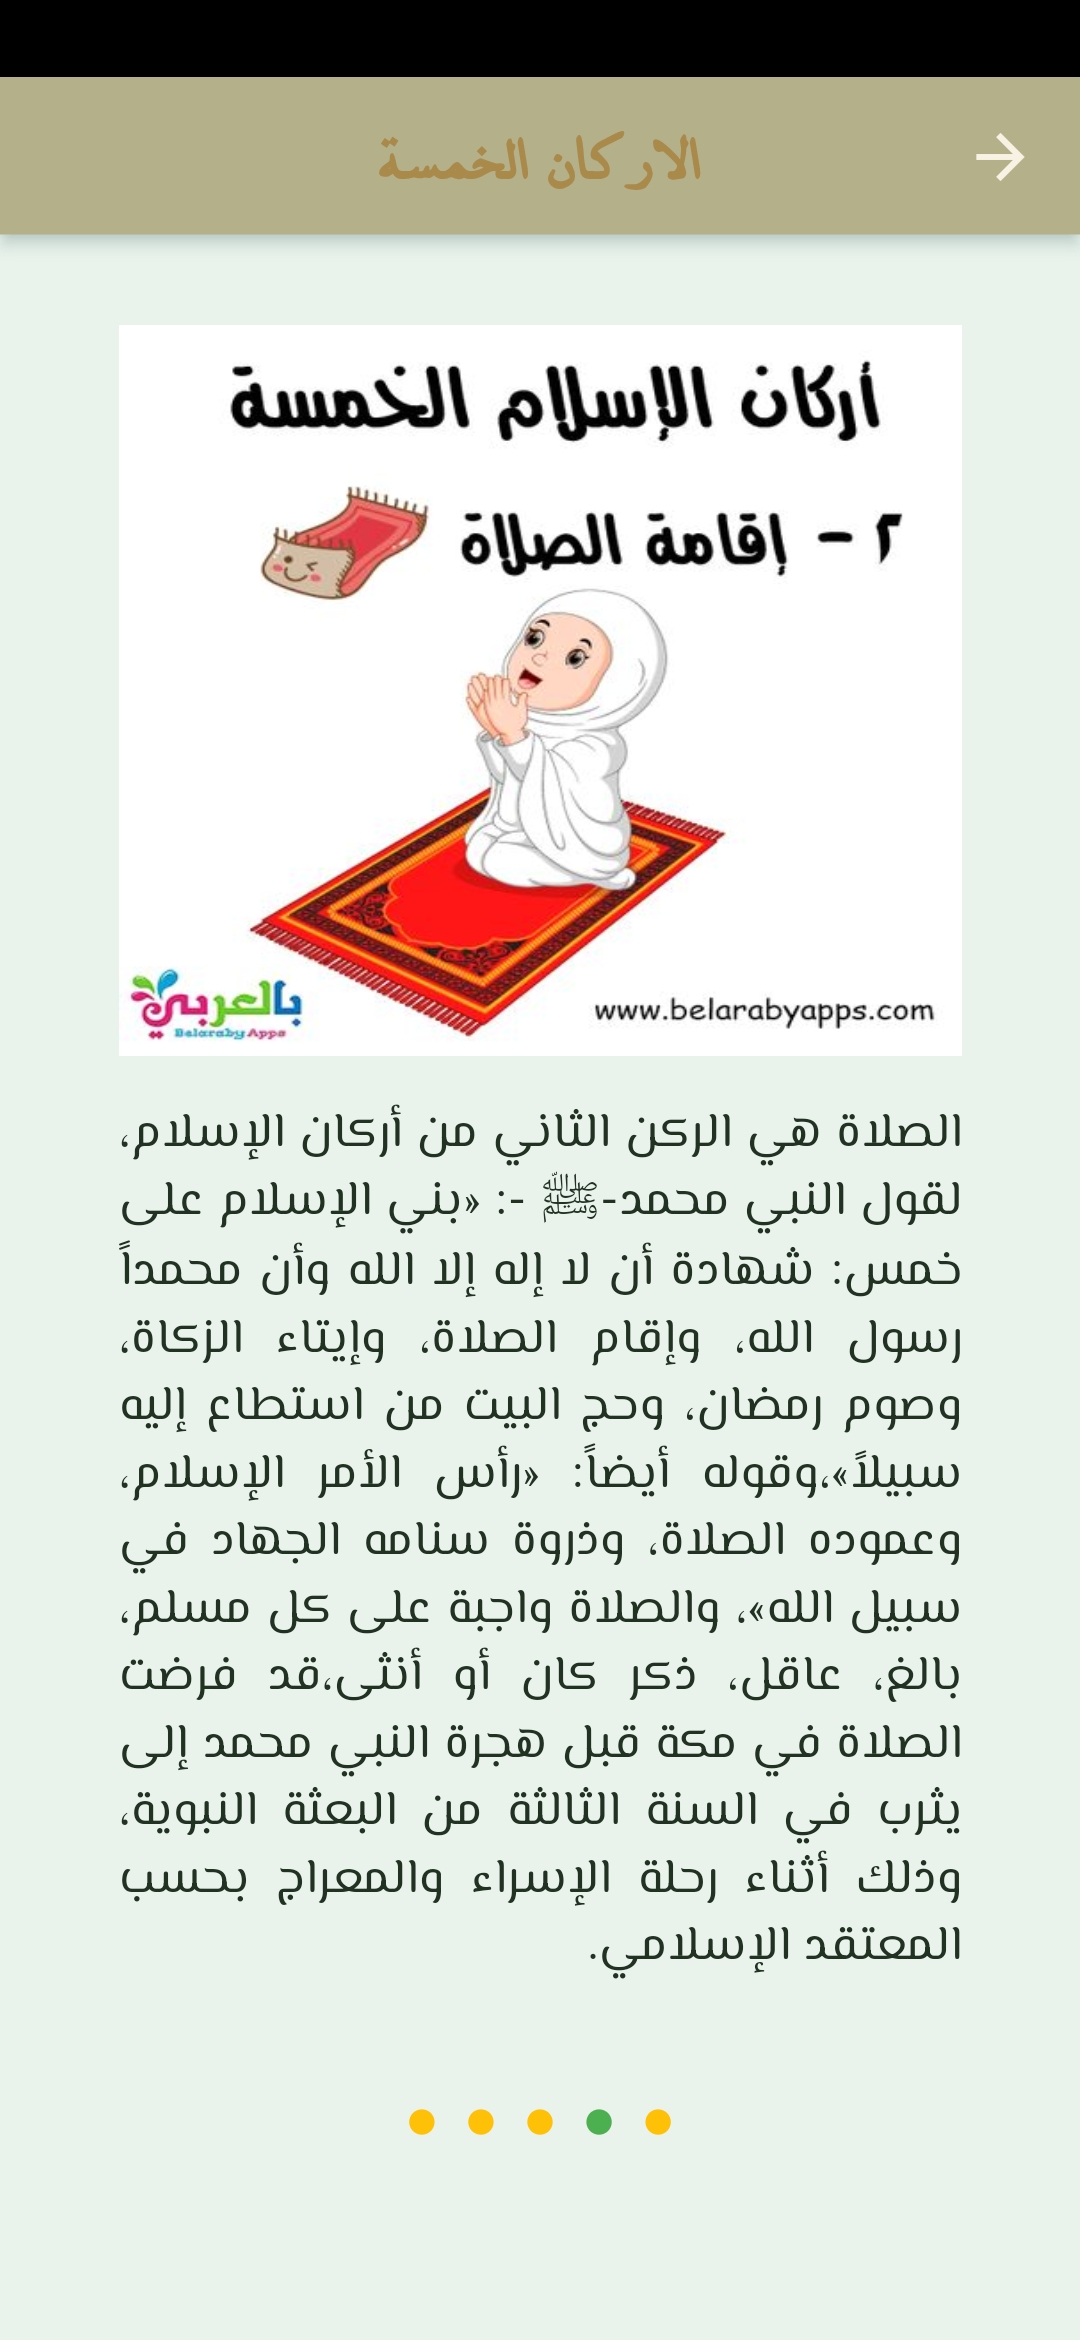 الاركان الخمسة
أركان الإسلام الخمسة
٢ - إقامة الصلاة
بالعربي
Belaraby Apps
www.belarabyapps.com
الصلاة هي الركن الثاني من أركان الإسلام،
لقول النبي محمد-ﷺ -: «بني الإسلام على
خمس: شهادة أن لا إله إلا الله وأن محمداً
رسول الله، وإقام الصلاة، وإيتاء الزكاة،
وصوم رمضان، وحج البيت من استطاع إليه
سبيلاً»،وقوله أيضاً: «رأس الأمر الإسلام،
وعموده الصلاة، وذروة سنامه الجهاد في
سبيل الله»، والصلاة واجبة على كل مسلم،
بالغ، عاقل، ذكر كان أو أنثى،قد فرضت
الصلاة في مكة قبل هجرة النبي محمد إلى
يثرب في السنة الثالثة من البعثة النبوية،
وذلك أثناء رحلة الإسراء والمعراج بحسب
المعتقد الإسلامي.